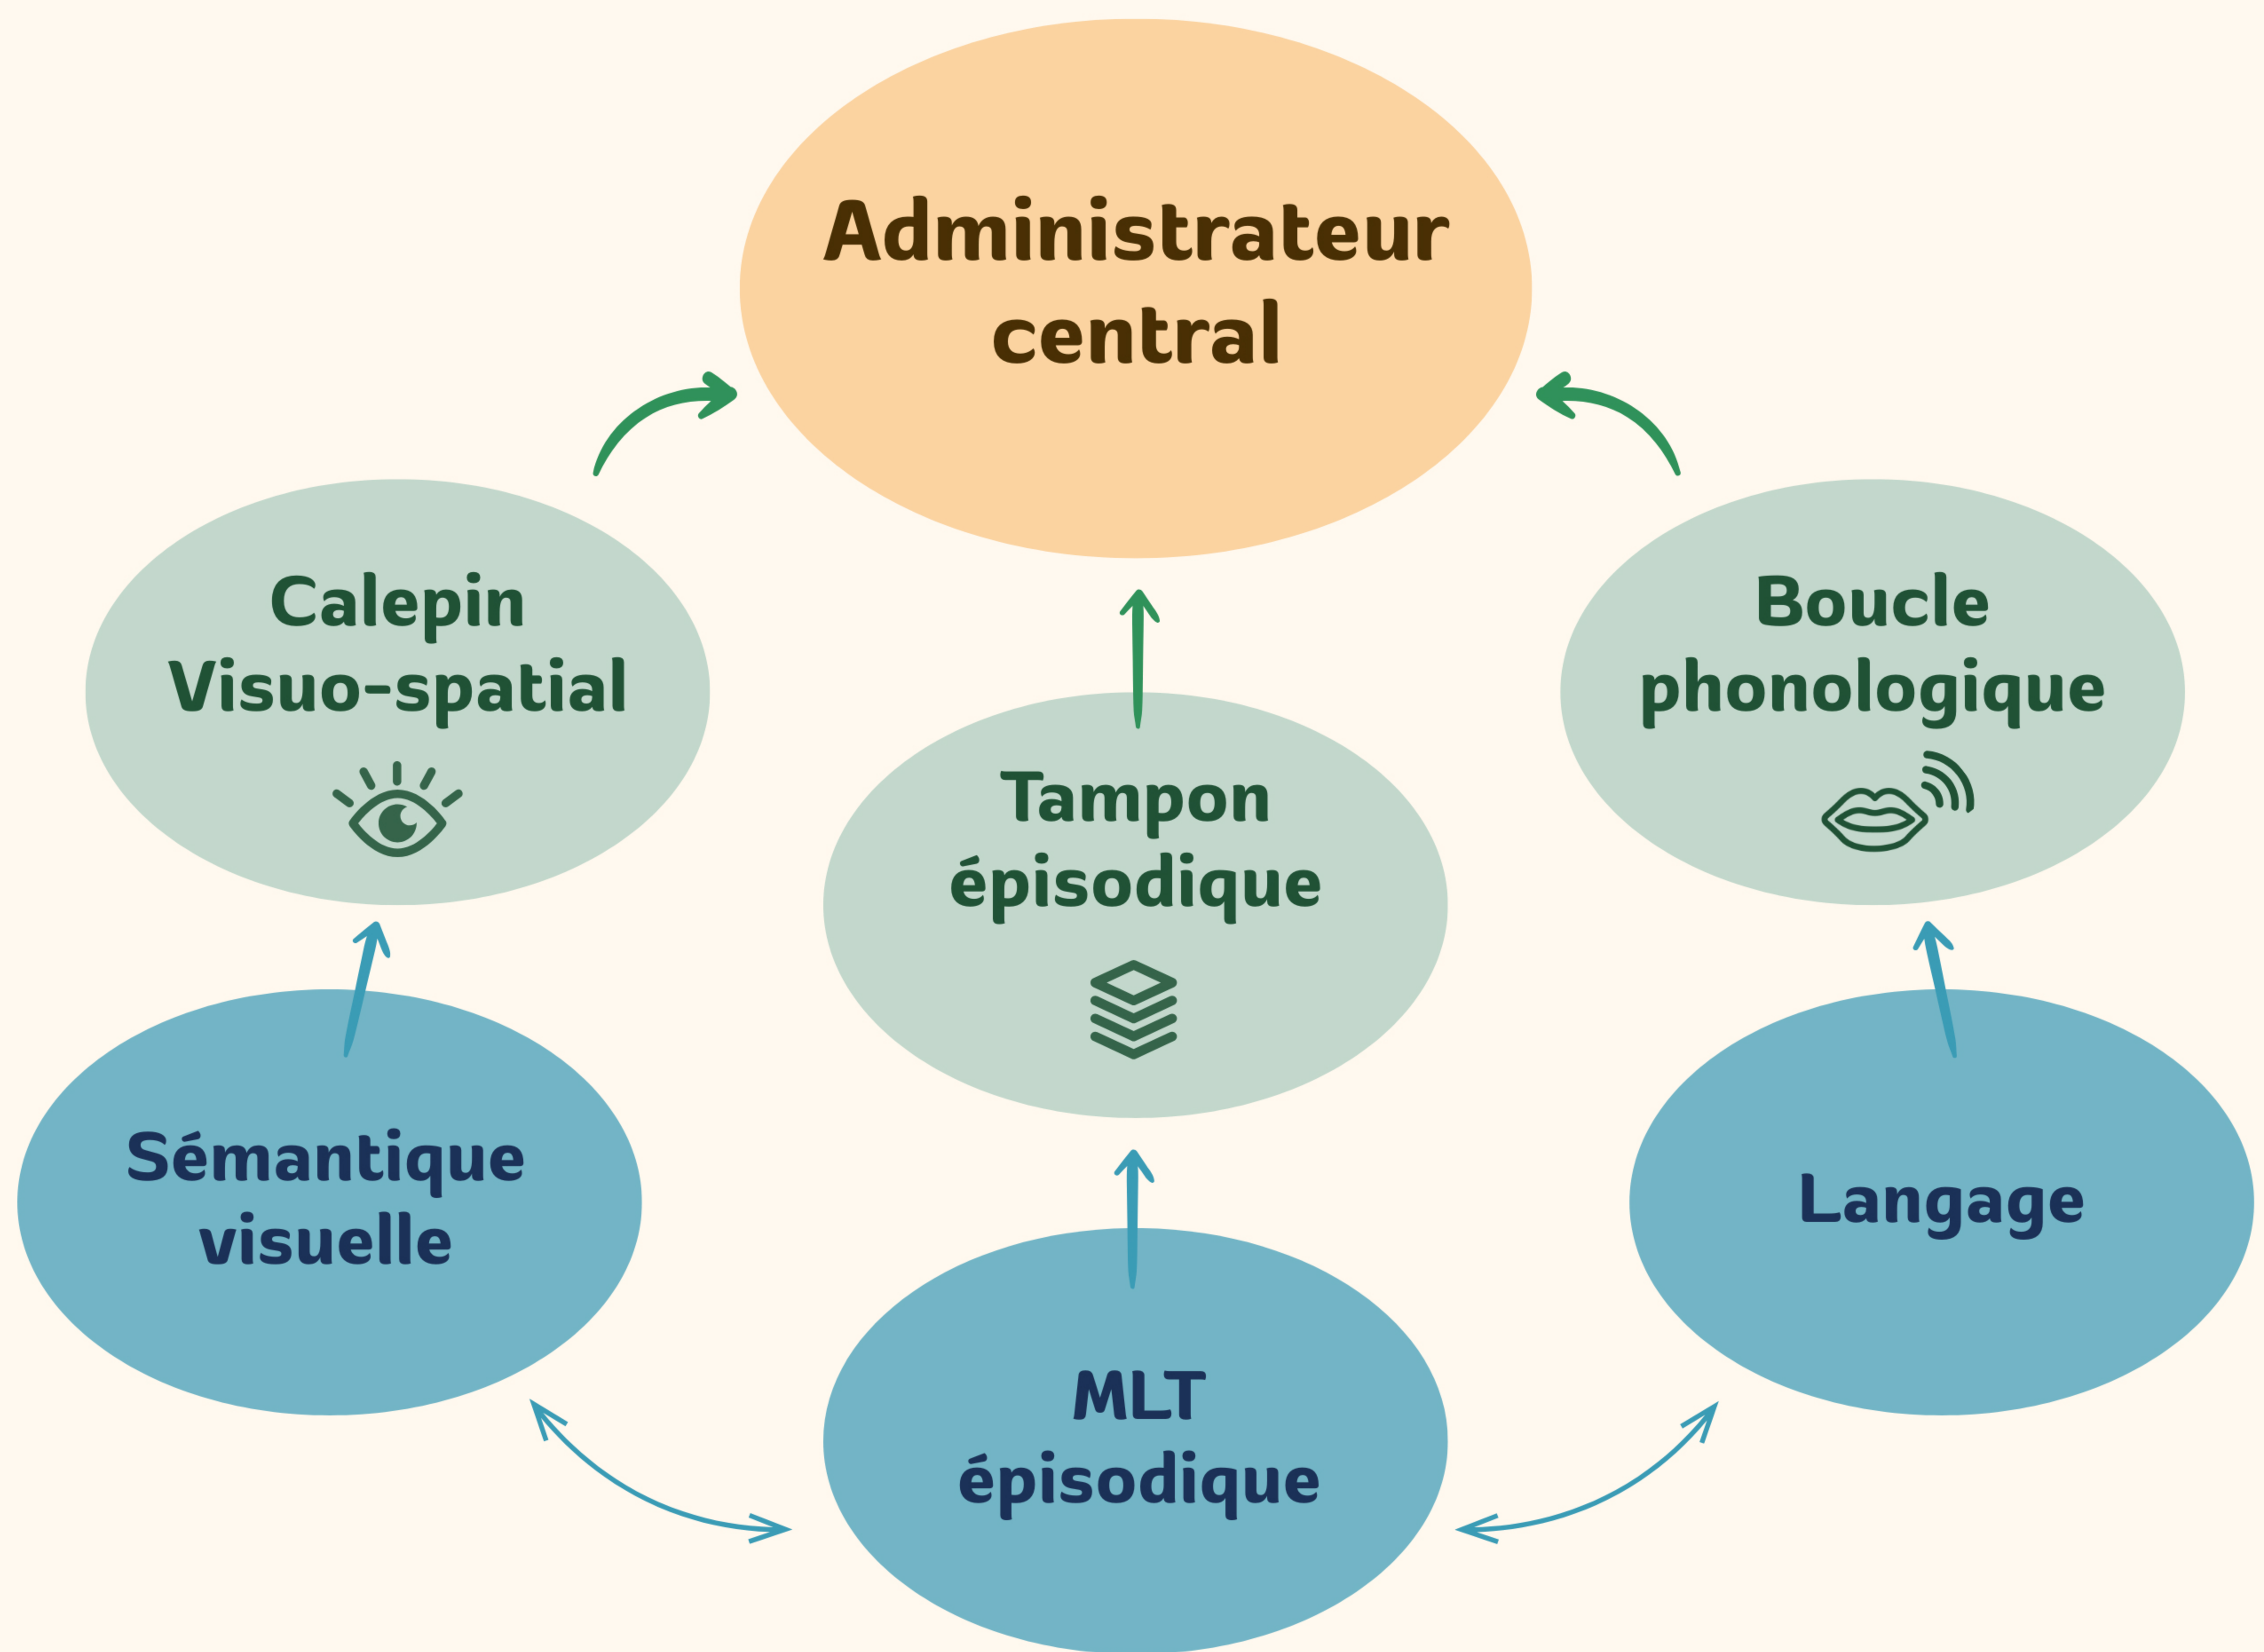 Administrateur
central
Calepin
Visuo-spatial
Boucle
phonologique
Tampon
épisodique
Sémantique
visuelle
Langage
MLT
épisodique